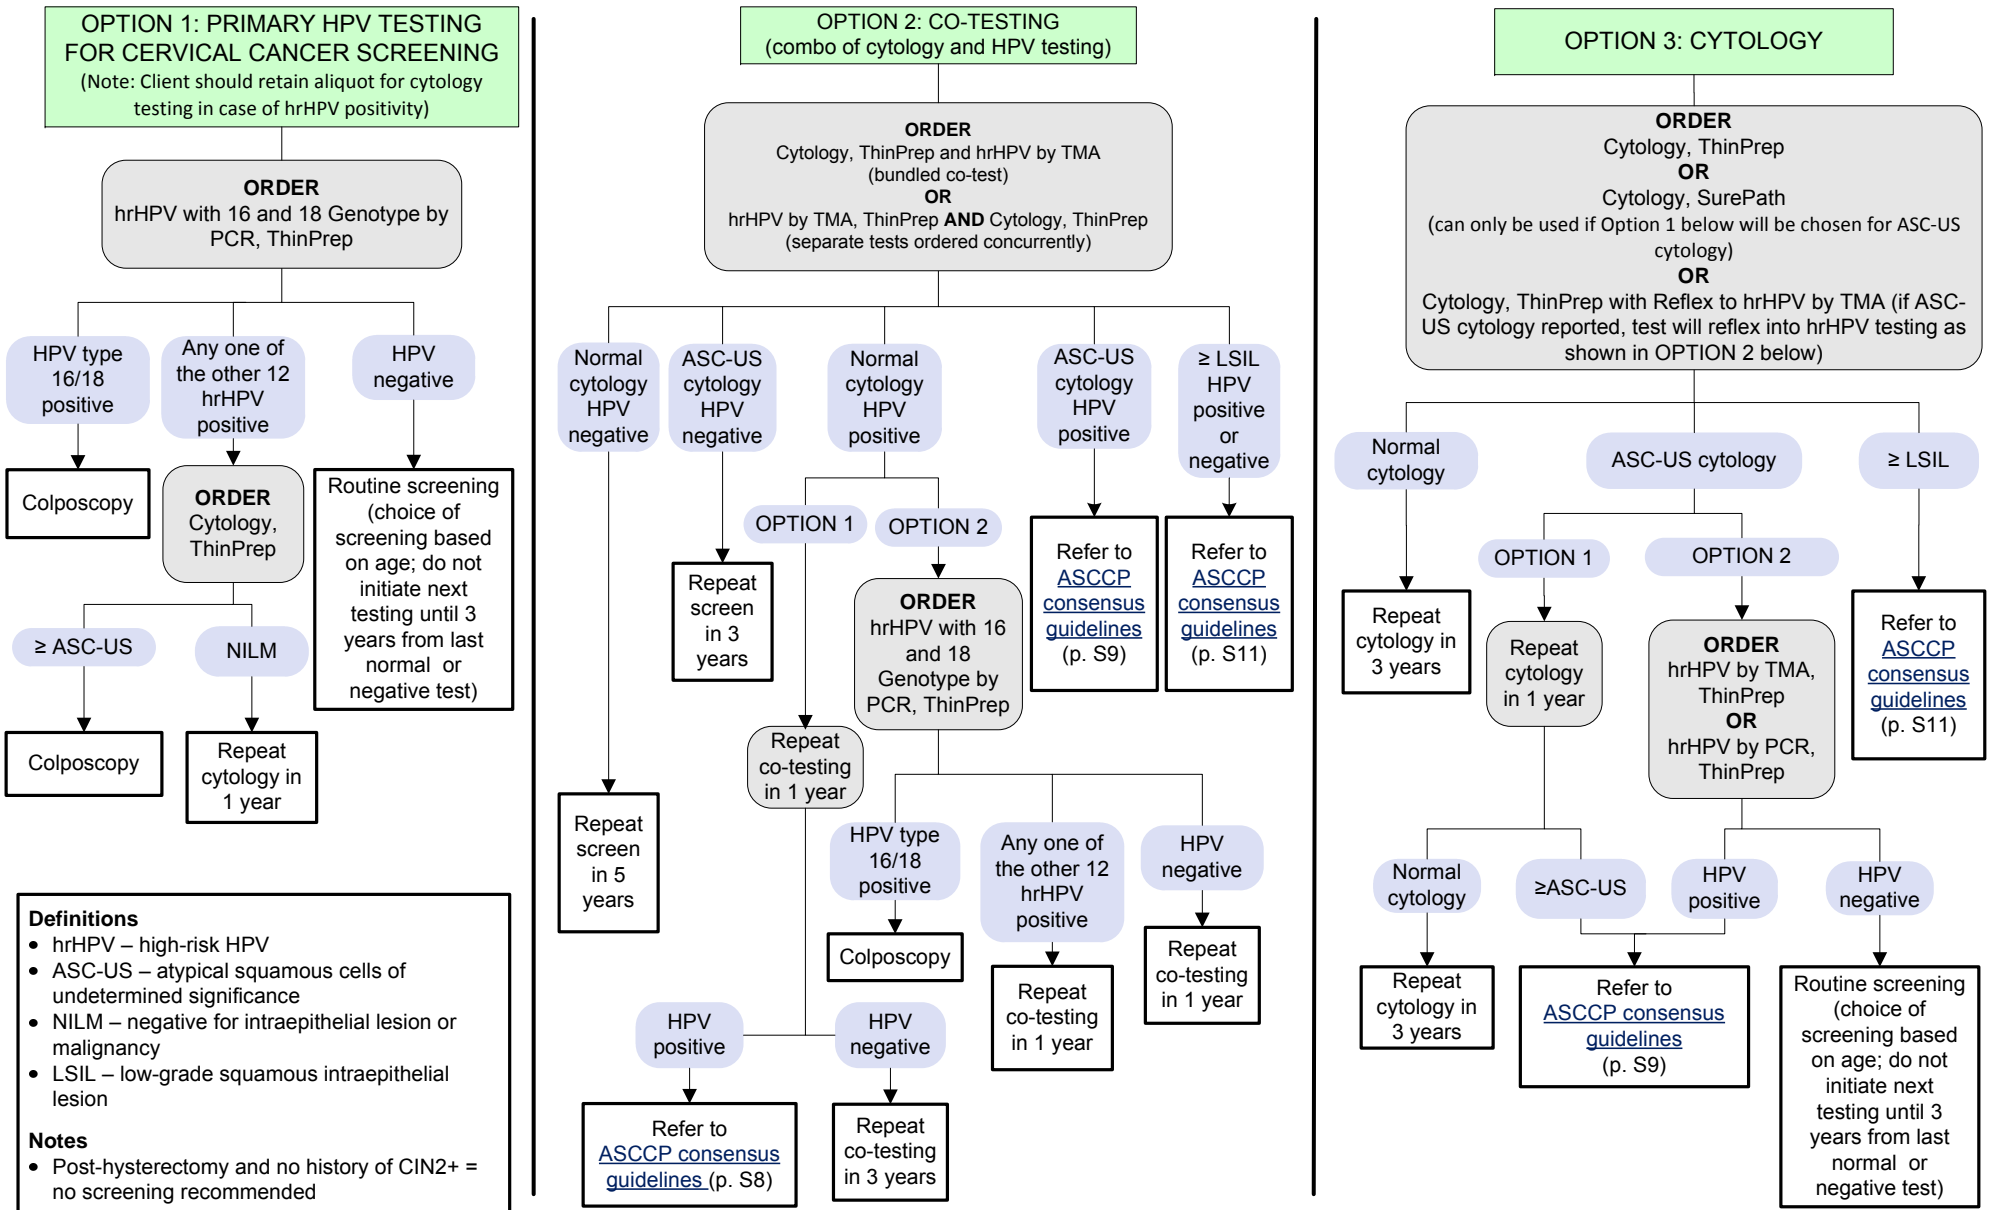 OPTION 1: PRIMARY HPV TESTING
FOR CERVICAL CANCER SCREENING
(Note: Client should retain aliquot for cytology
testing in case of hrHPV positivity)
ORDER
hrHPV with 16 and 18 Genotype by
PCR, ThinPrep
HPV type
16/18
positive
Any one of
the other 12
hrHPV
positive
HPV
negative
Colposcopy
ORDER
Cytology,
ThinPrep
Routine screening
(choice of
screening based
on age; do not
initiate next
testing until 3
years from last
normal or
negative test)
≥ ASC-US
NILM
Colposcopy
Repeat
cytology in
1 year
Definitions
• hrHPV – high-risk HPV
• ASC-US – atypical squamous cells of
undetermined significance
• NILM – negative for intraepithelial lesion or
malignancy
• LSIL – low-grade squamous intraepithelial
lesion
Notes
• Post-hysterectomy and no history of CIN2+ =
no screening recommended
OPTION 2: CO-TESTING
(combo of cytology and HPV testing)
ORDER
Cytology, ThinPrep and hrHPV by TMA
(bundled co-test)
OR
hrHPV by TMA, ThinPrep AND Cytology, ThinPrep
(separate tests ordered concurrently)
Normal
cytology
HPV
negative
ASC-US
cytology
HPV
negative
Normal
cytology
HPV
positive
ASC-US
cytology
HPV
positive
≥ LSIL
HPV
positive
or
negative
OPTION 1
OPTION 2
Repeat
screen
in 3
years
ORDER
hrHPV with 16
and 18
Genotype by
PCR, ThinPrep
Refer to
ASCCP
consensus
guidelines
(p. S9)
Refer to
ASCCP
consensus
guidelines
(p. S11)
Repeat
co-testing
in 1 year
Repeat
screen
in 5
years
HPV type
16/18
positive
Any one of
the other 12
hrHPV
positive
HPV
negative
Colposcopy
Repeat
co-testing
in 1 year
Repeat
co-testing
in 1 year
HPV
positive
HPV
negative
Refer to
ASCCP consensus
guidelines (p. S8)
Repeat
co-testing
in 3 years
OPTION 3: CYTOLOGY
ORDER
Cytology, ThinPrep
OR
Cytology, SurePath
(can only be used if Option 1 below will be chosen for ASC-US
cytology)
OR
Cytology, ThinPrep with Reflex to hrHPV by TMA (if ASC-
US cytology reported, test will reflex into hrHPV testing as
shown in OPTION 2 below)
Normal
cytology
ASC-US cytology
≥ LSIL
OPTION 1
OPTION 2
Repeat
cytology in
3 years
Repeat
cytology
in 1 year
ORDER
hrHPV by TMA,
ThinPrep
OR
hrHPV by PCR,
ThinPrep
Refer to
ASCCP
consensus
guidelines
(p. S11)
Normal
cytology
≥ASC-US
HPV
positive
HPV
negative
Repeat
cytology in
3 years
Refer to
ASCCP consensus
guidelines
(p. S9)
Routine screening
(choice of
screening based
on age; do not
initiate next
testing until 3
years from last
normal or
negative test)